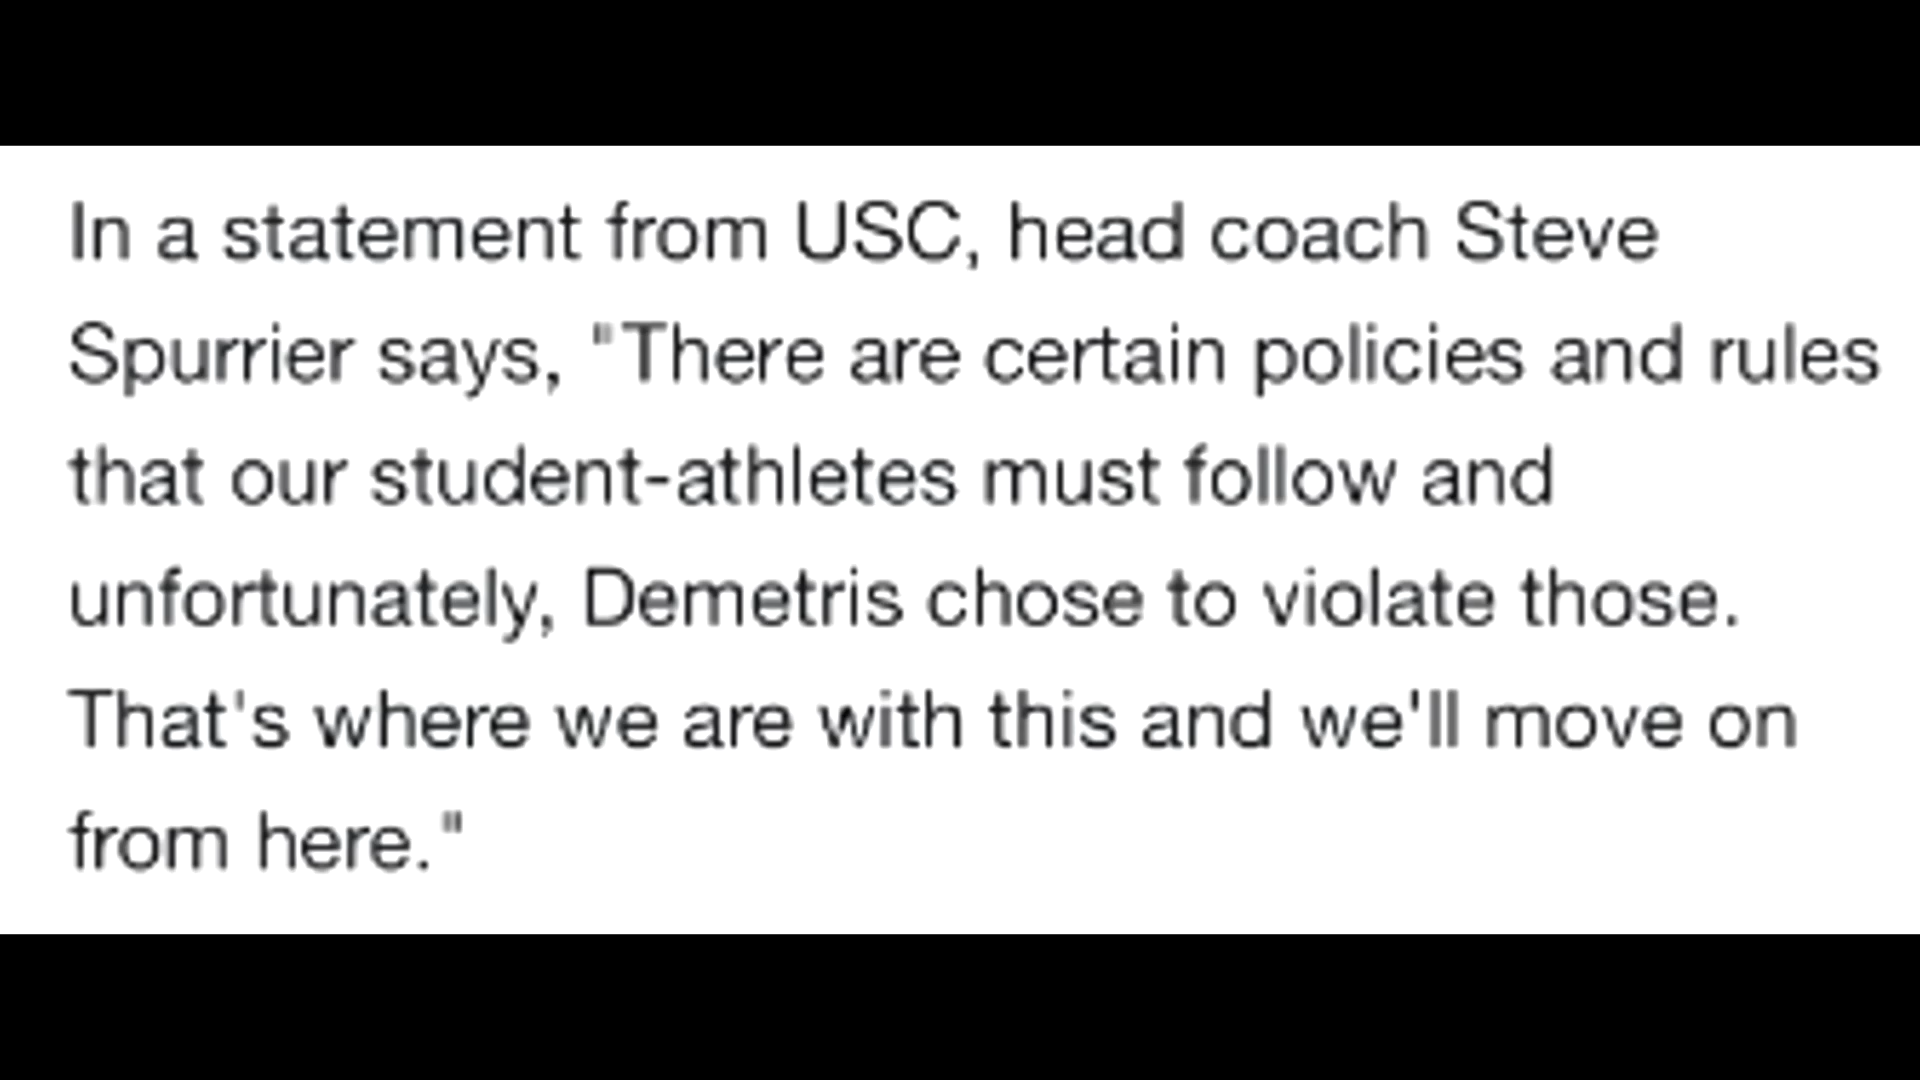 In a statement from USC, head coach Steve
Spurrier says, "There are certain policies and rules
that our student-athletes must follow and
unfortunately, Demetris chose to violate those.
That's where we are with this and we'll move on
from here."